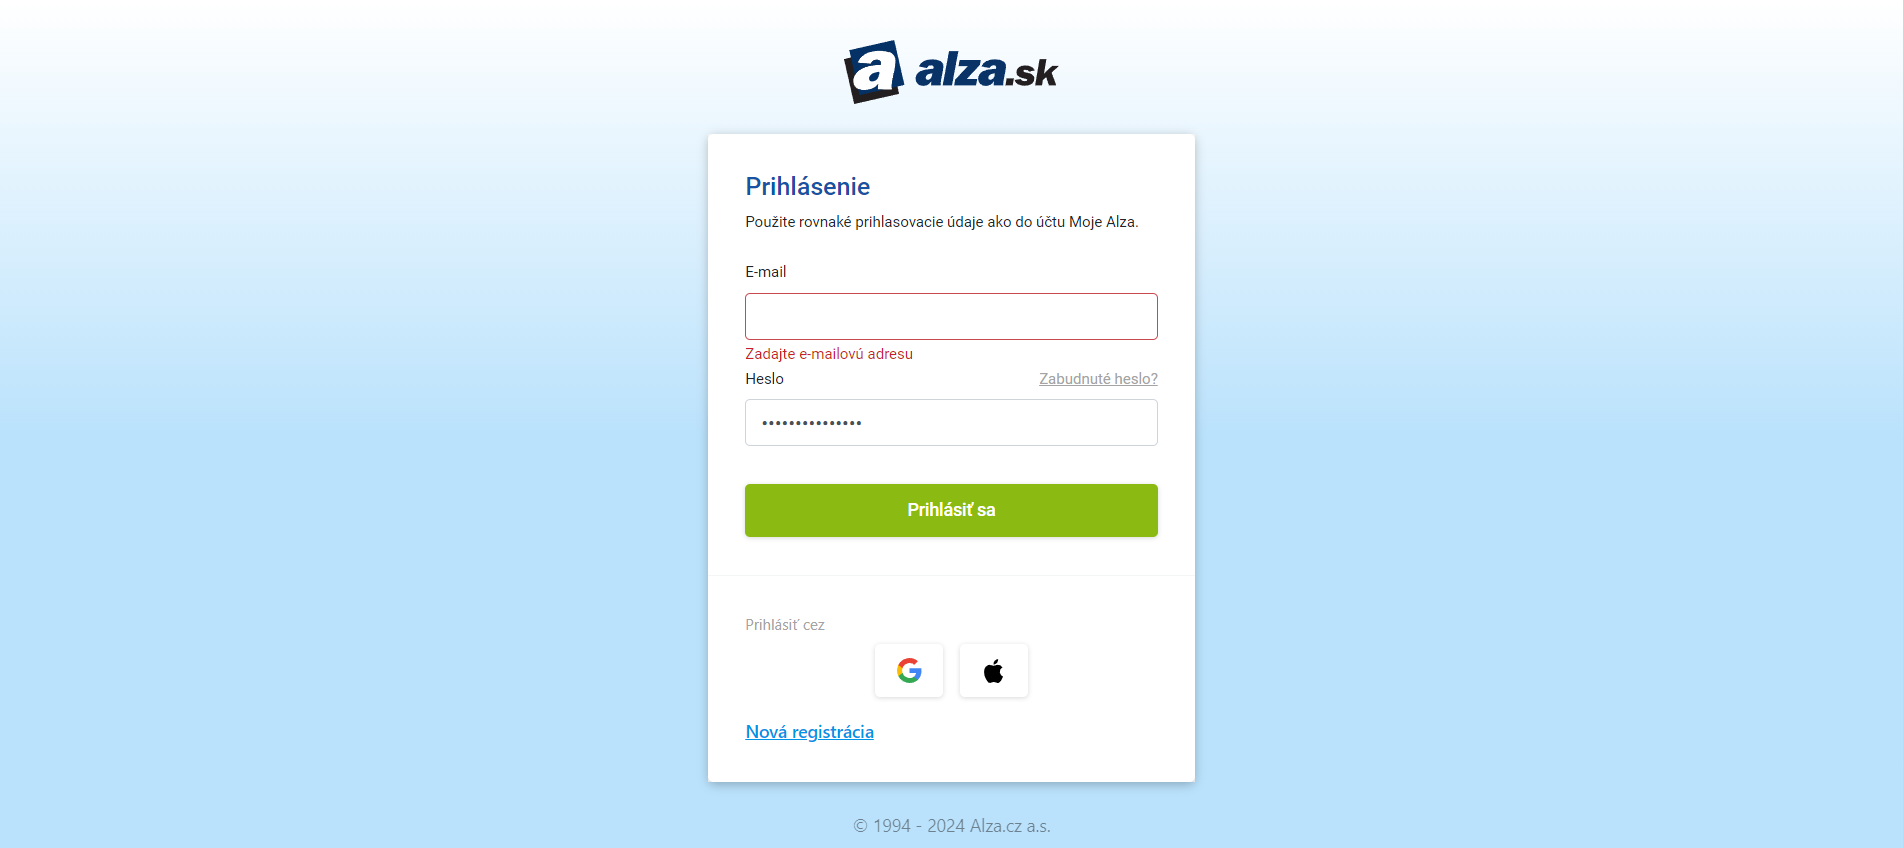 a alza.sk
Prihlásenie
Použite rovnaké prihlasovacie údaje ako do účtu Moje Alza.
E-mail
Zadajte e-mailovú adresu
Heslo Zabudnuté heslo?
•••••••••••••••
Prihlásiť sa
Prihlásiť cez
Nová registrácia
© 1994 - 2024 Alza.cz a.s.